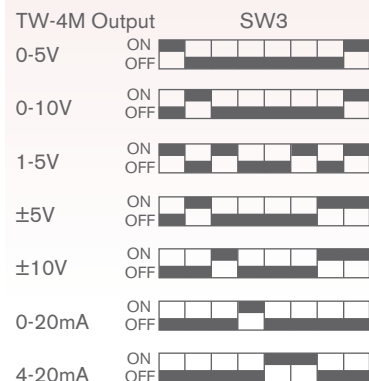 TW-4M Output SW3
0-5V ON
OFF
0-10V ON
OFF
1-5V ON
OFF
±5V ON
OFF
±10V ON
OFF
0-20mA ON
OFF
4-20mA ON
OFF